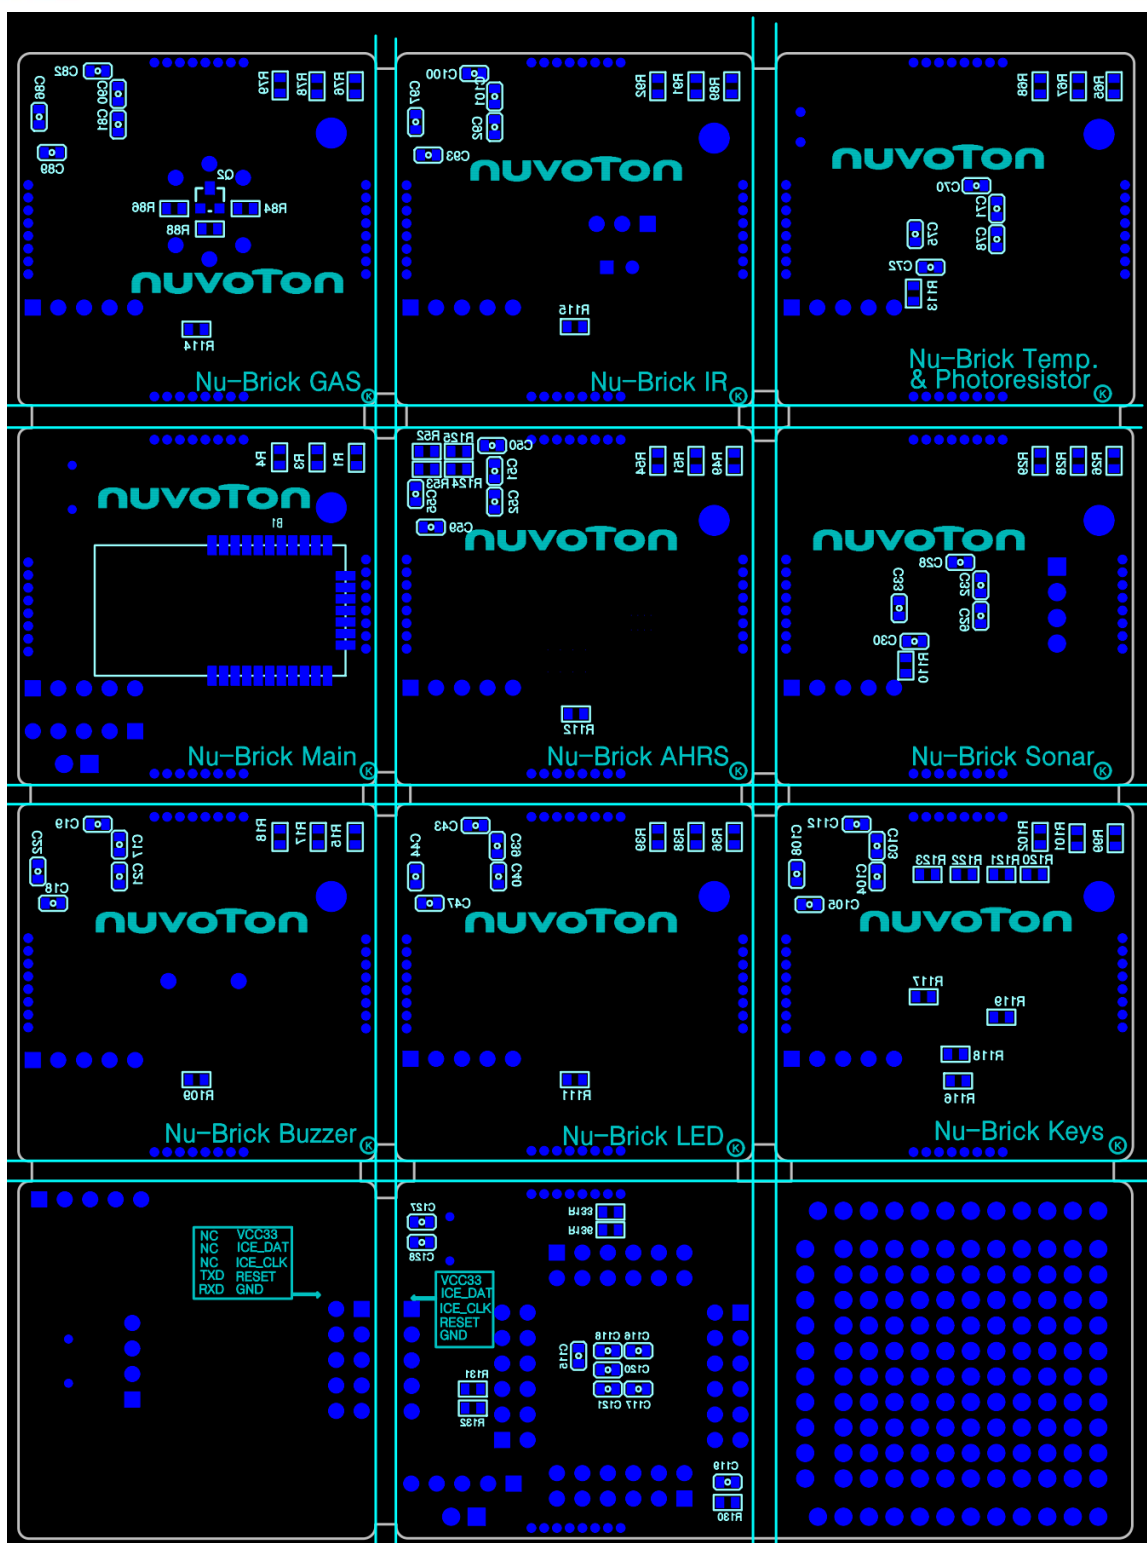 C82
C86
C90
C81
C89
R79
R78
R76
Q2
R86
R84
R88
nuvoTon
R114
Nu-Brick GAS
K
C100
C97
C101
C92
C93
R92
R91
R89
nuvoTon
R115
Nu-Brick IR
K
R68
R67
R65
nuvoTon
C70
C71
C75
C78
C72
R113
Nu-Brick Temp.
& Photoresistor
K
R4
R3
R1
nuvoTon
B1
Nu-Brick Main
K
R52
R125
C50
C51
R53
R124
C55
C52
C59
R54
R51
R49
nuvoTon
R112
Nu-Brick AHRS
K
R29
R28
R26
nuvoTon
C28
C33
C32
C29
C30
R110
Nu-Brick Sonar
K
C19
C22
C17
C21
C18
R18
R17
R15
nuvoTon
R109
Nu-Brick Buzzer
K
C43
C44
C39
C40
C47
R39
R38
R36
nuvoTon
R111
Nu-Brick LED
K
C112
C108
C103
C104
C105
R102
R101
R99
R123
R122
R121
R120
nuvoTon
R117
R119
R118
R116
Nu-Brick Keys
K
NC VCC33
NC ICE_DAT
NC ICE_CLK
TXD RESET
RXD GND
C127
C128
R133
R136
VCC33
ICE_DAT
ICE_CLK
RESET
GND
C115
C118
C116
C120
C121
C117
R131
R132
C119
R130